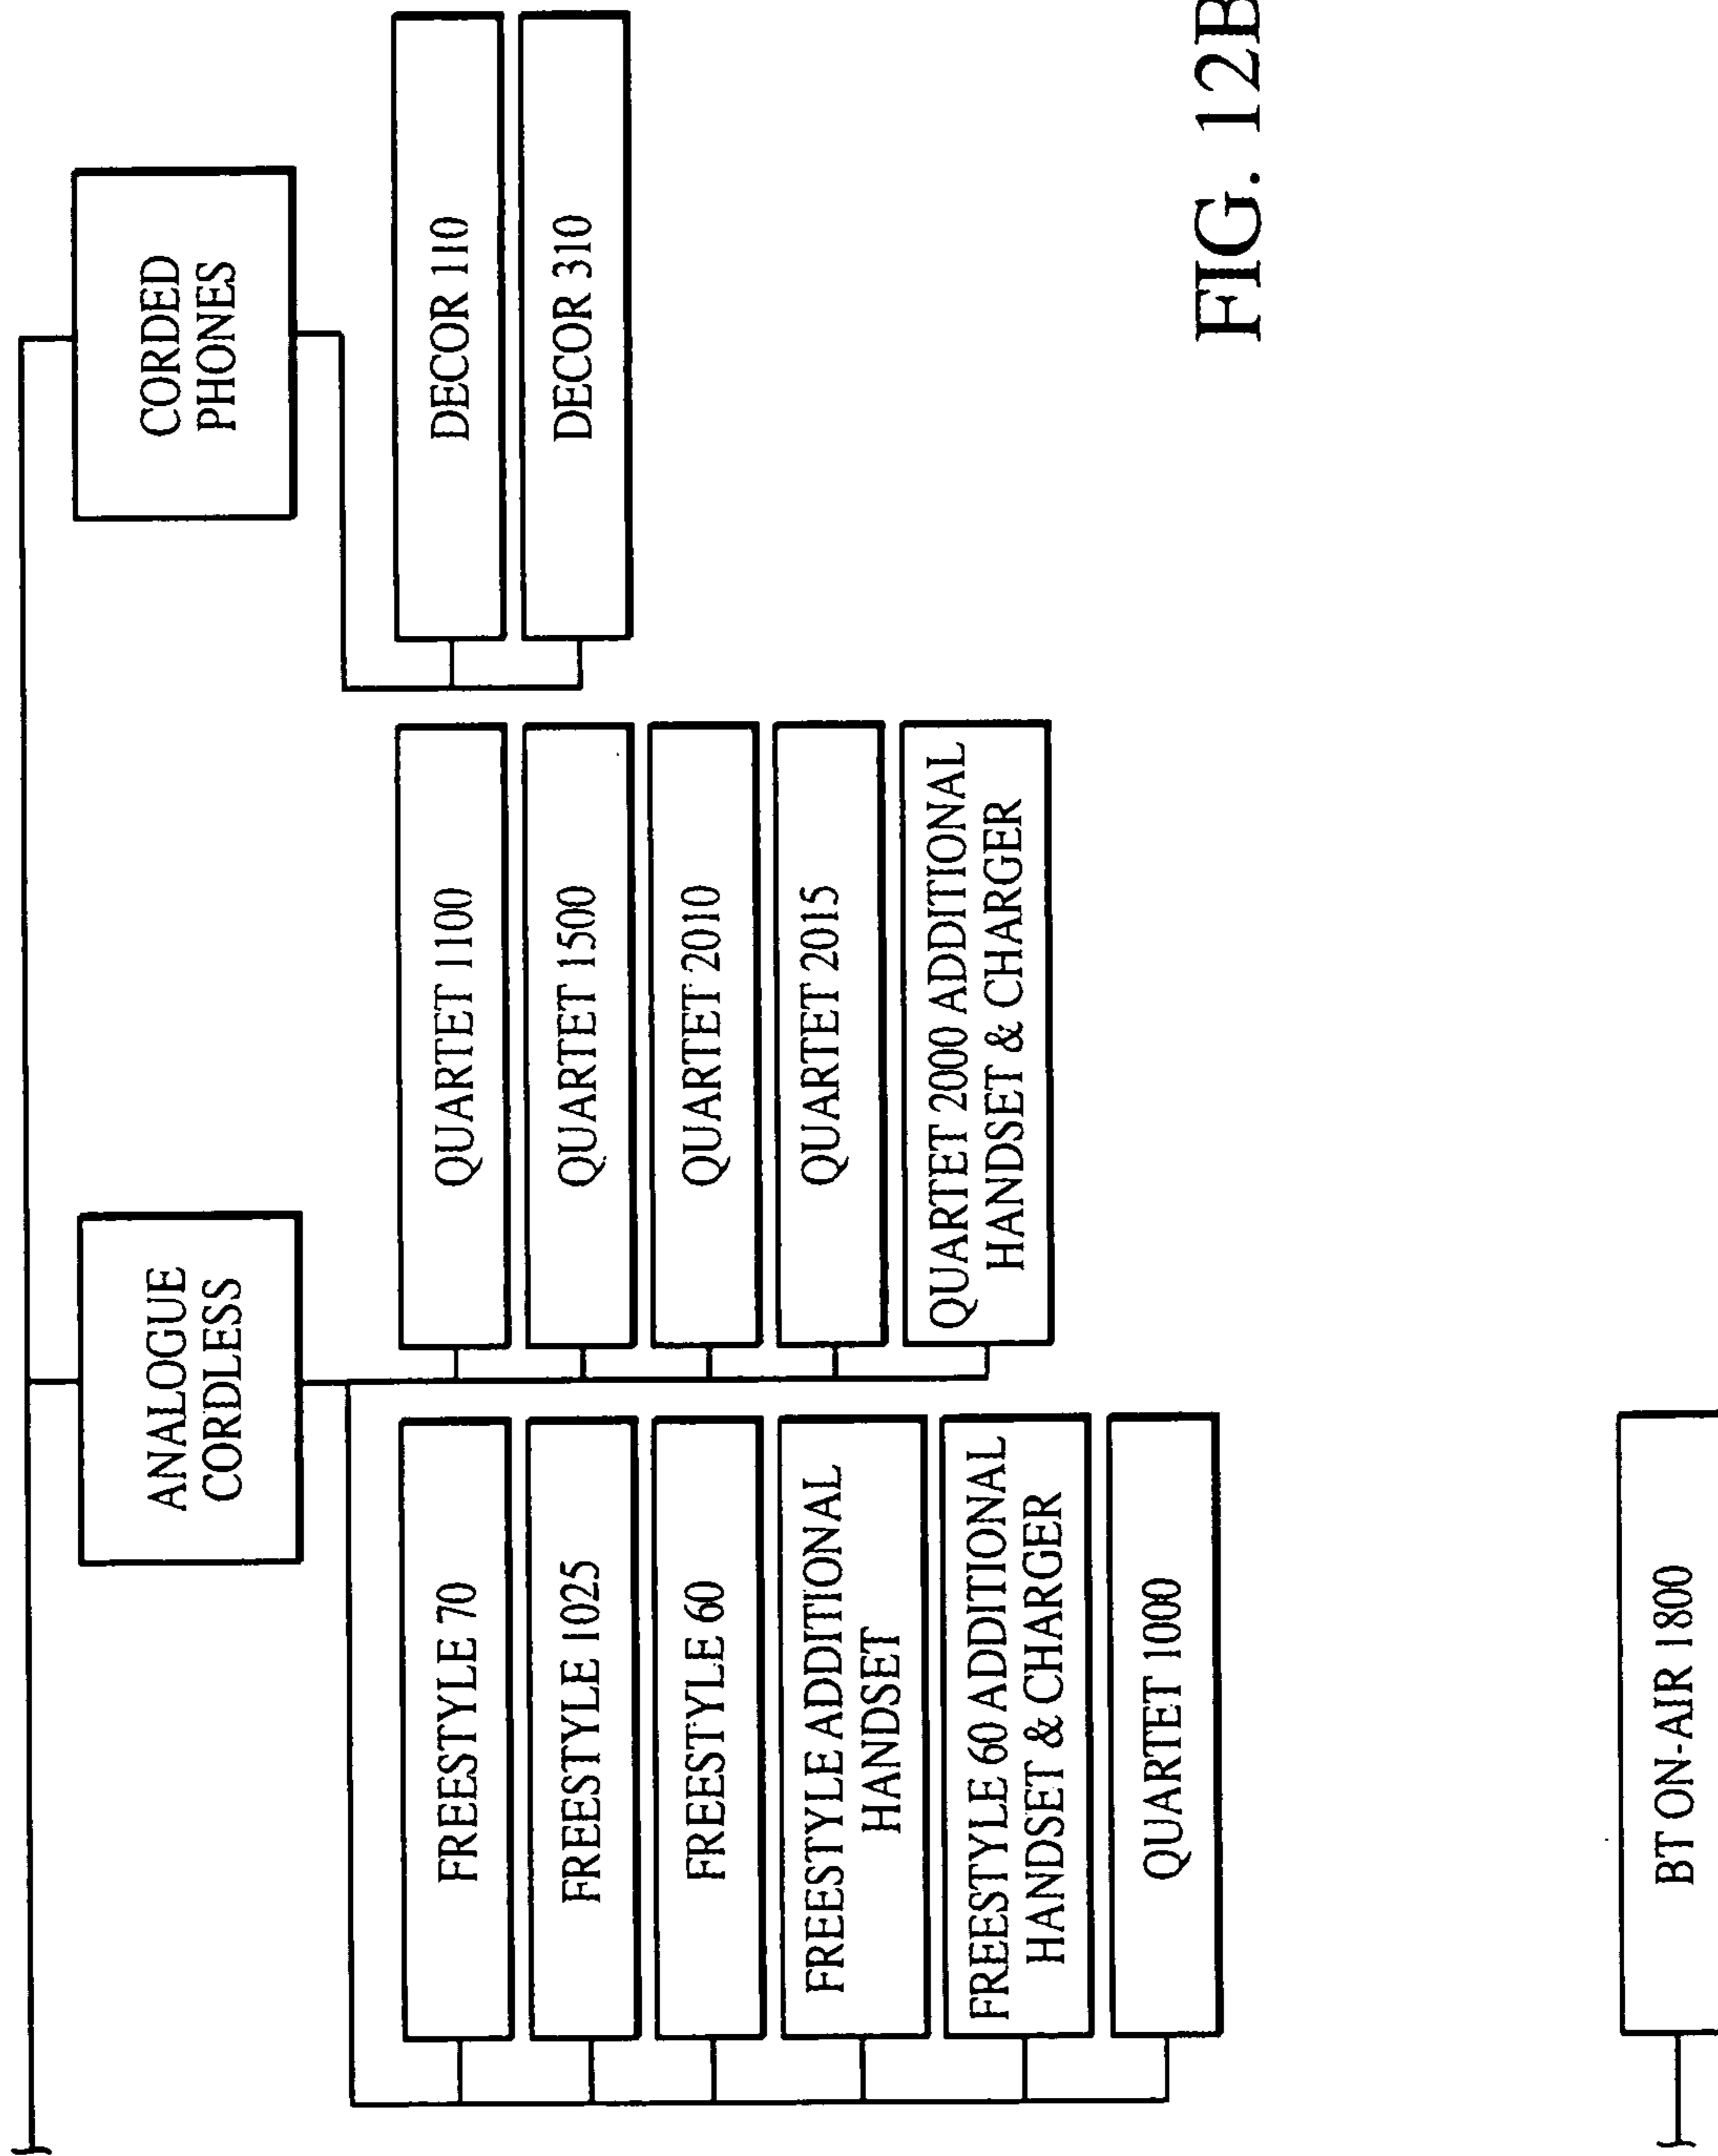 ANALOGUE
CORDLESS
FREESTYLE 70
FREESTYLE 1025
FREESTYLE 60
FREESTYLE ADDITIONAL
HANDSET
FREESTYLE 60 ADDITIONAL
HANDSET & CHARGER
QUARTET 1000
QUARTET 1100
QUARTET 1500
QUARTET 2010
QUARTET 2015
QUARTET 2000 ADDITIONAL
HANDSET & CHARGER
CORDED
PHONES
DECOR 110
DECOR 310
BT ON-AIR 1800
FIG. 12B